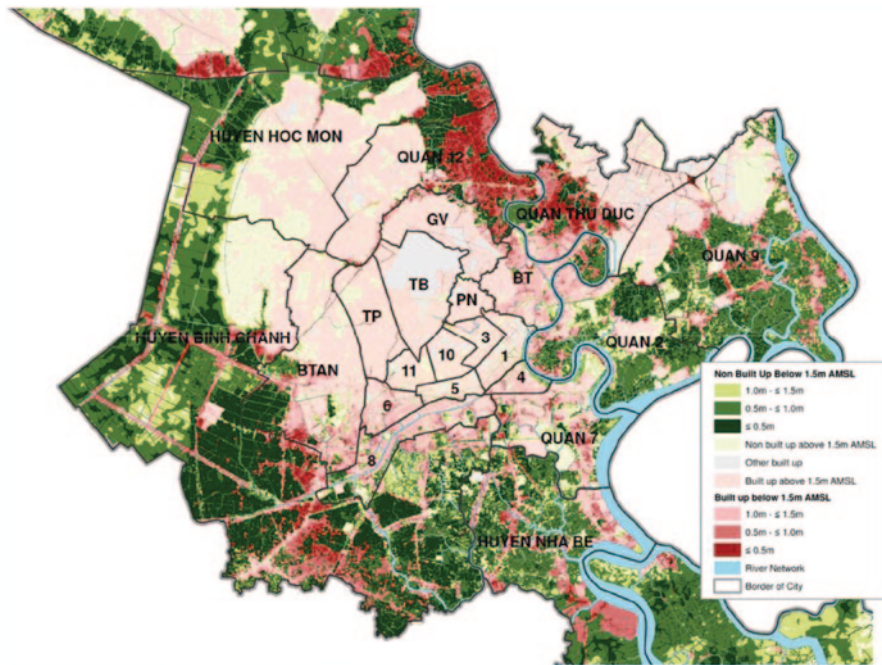 HUYEN HOC MON
QUAN 12
GV
QUAN THU DUC
TB
BT
QUAN 9
PN
TP
3
HUYEN BINH CHANH
QUAN 2
10
1
BTAN
11
4
5
6
QUAN 7
8
HUYEN NHA BE
Non Built Up Below 1.5m AMSL
1.0m - ≤ 1.5m
0.5m - ≤ 1.0m
≤ 0.5m
Non built up above 1.5m AMSL
Other built up
Built up above 1.5m AMSL
Built up below 1.5m AMSL
1.0m - ≤ 1.5m
0.5m - ≤ 1.0m
≤ 0.5m
River Network
Border of City